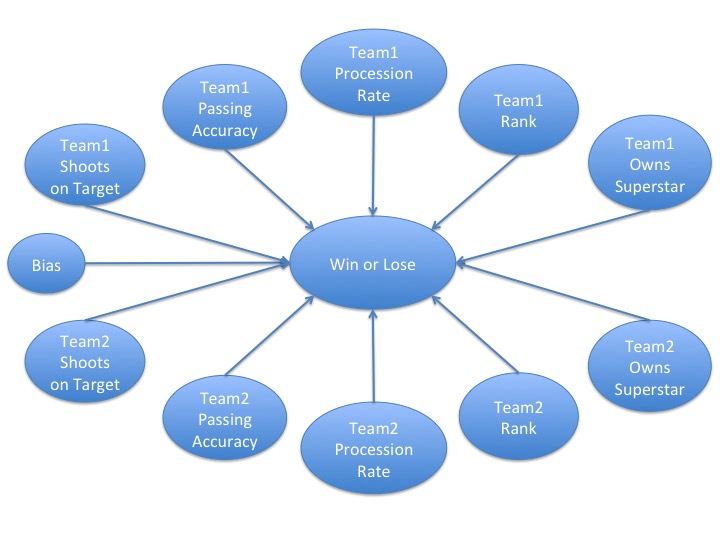 Team1
Procession
Rate
Team1
Passing
Accuracy
Team1
Rank
Team1
Shoots
on Target
Team1
Owns
Superstar
Bias
Win or Lose
Team2
Shoots
on Target
Team2
Owns
Superstar
Team2
Passing
Accuracy
Team2
Rank
Team2
Procession
Rate